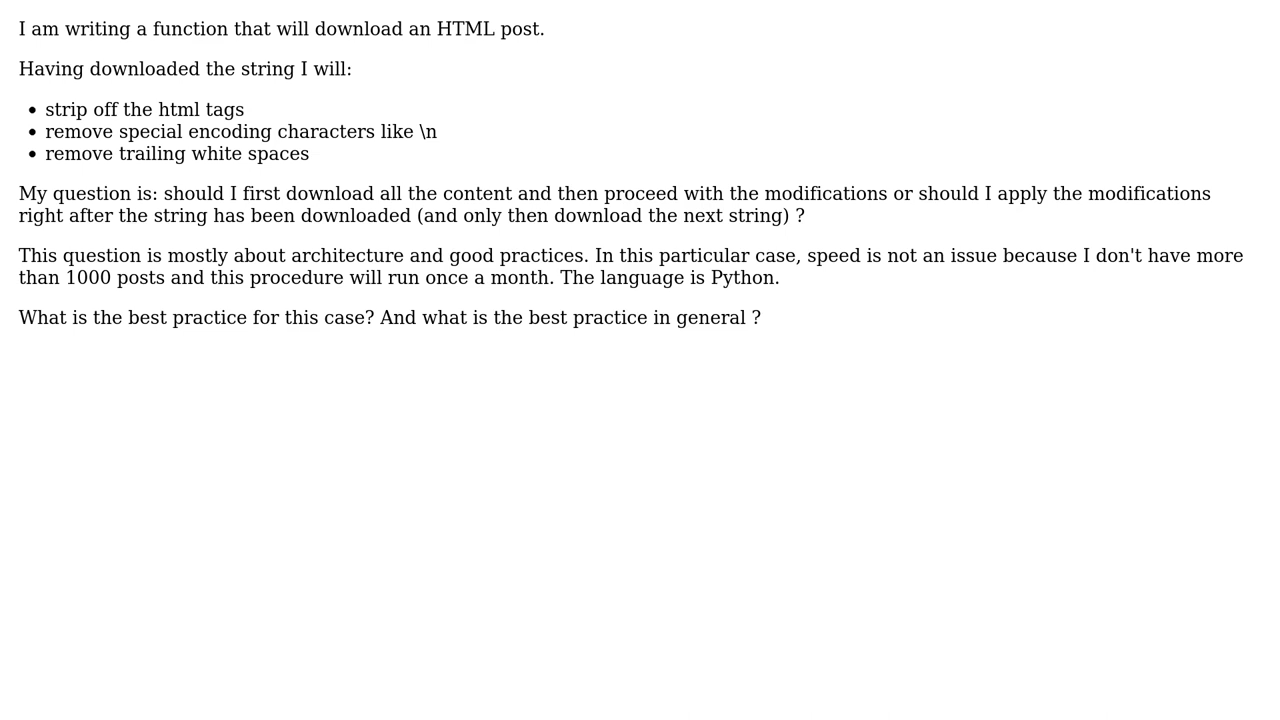 I am writing a function that will download an HTML post.
Having downloaded the string I will:
• strip off the html tags
• remove special encoding characters like \n
• remove trailing white spaces
My question is: should I first download all the content and then proceed with the modifications or should I apply the modifications
right after the string has been downloaded (and only then download the next string) ?
This question is mostly about architecture and good practices. In this particular case, speed is not an issue because I don't have more
than 1000 posts and this procedure will run once a month. The language is Python.
What is the best practice for this case? And what is the best practice in general ?